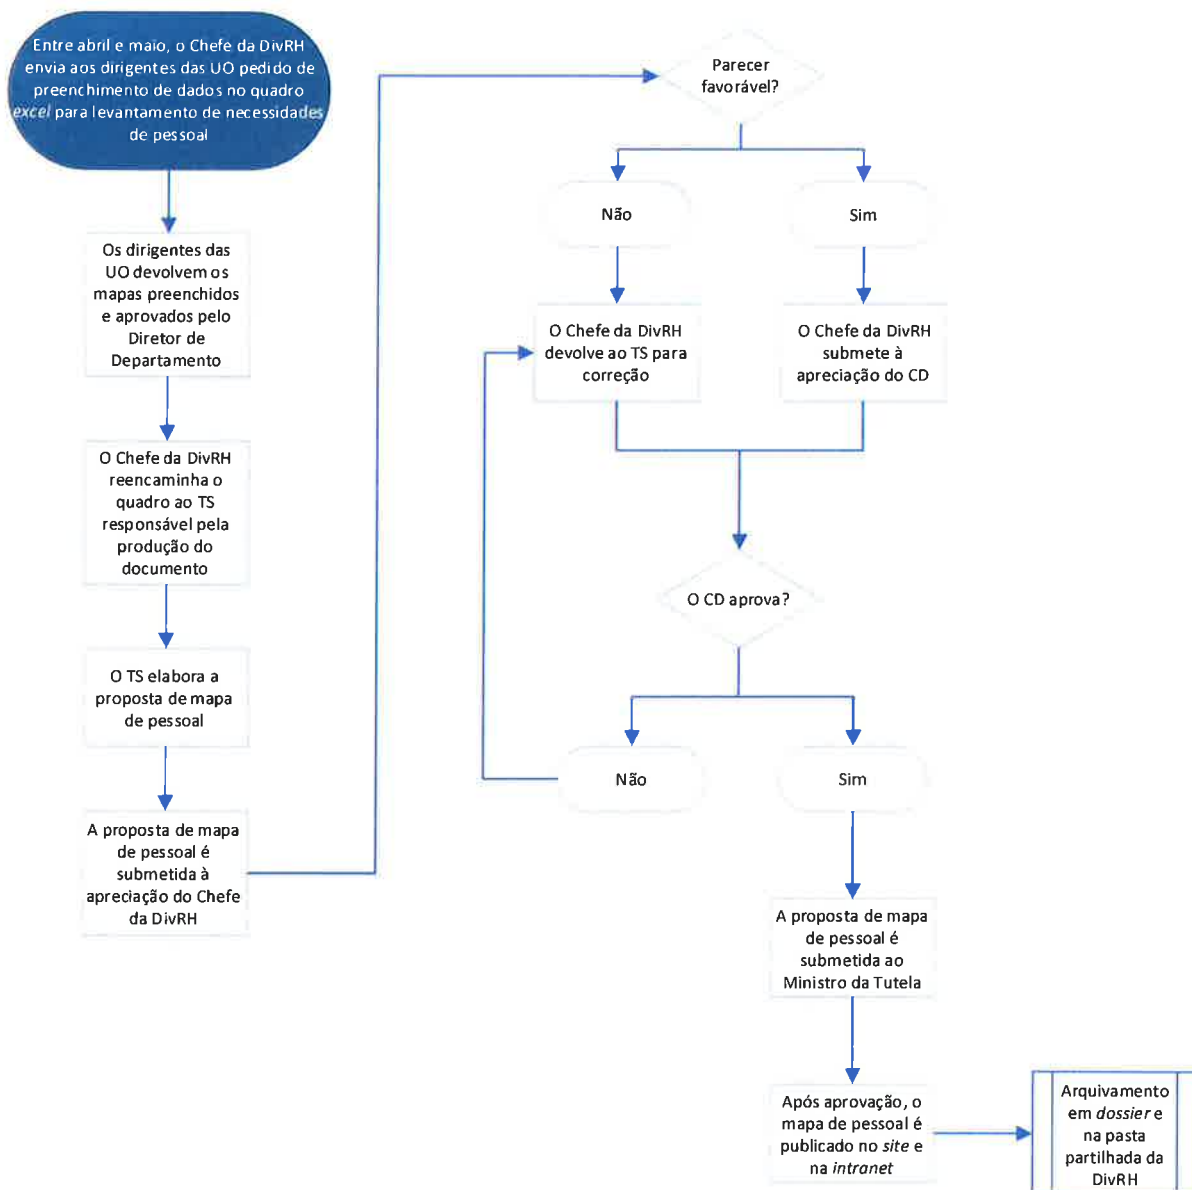 Entre abril e maio, o Chefe da DivRH
envia aos dirigentes das UO pedido de
preenchimento de dados no quadro
excel para levantamento de necessidades
de pessoal
Os dirigentes das
UO devolvem os
mapas preenchidos
e aprovados pelo
Diretor de
Departamento
O Chefe da DivRH
reencaminha o
quadro ao TS
responsável pela
produção do
documento
O TS elabora a
proposta de mapa
de pessoal
A proposta de mapa
de pessoal é
submetida à
apreciação do Chefe
da DivRH
Parecer
favorável?
Não
Sim
O Chefe da DivRH
devolve ao TS para
correção
O Chefe da DivRH
submete à
apreciação do CD
O CD aprova?
Não
Sim
A proposta de mapa
de pessoal é
submetida ao
Ministro da Tutela
Após aprovação, o
mapa de pessoal é
publicado no site e
na intranet
Arquivamento
em dossier e
na pasta
partilhada da
DivRH